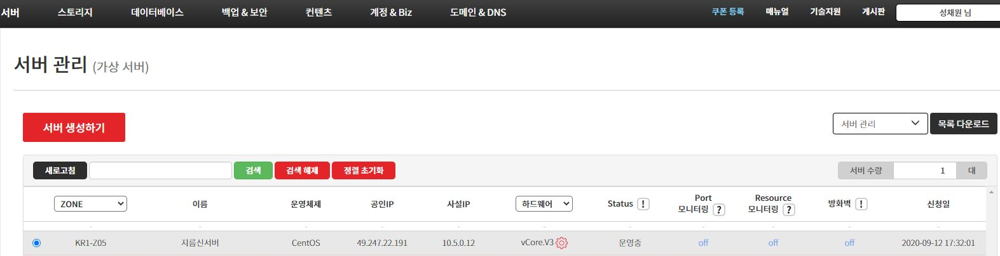 서버 스토리지 데이터베이스 백업 & 보안 컨텐츠 계정 & Biz 도메인 & DNS 쿠폰 등록 매뉴얼 기술지원 게시판 성채원 님
서버 관리 (가상 서버)
서버 생성하기 서버 관리 목록 다운로드
새로고침 검색 검색 해제 정렬 초기화 서버 수량 1 대
ZONE 이름 운영체제 공인IP 사설IP 하드웨어 Status ! Port 모니터링 ? Resource 모니터링 ? 방화벽 ! 신청일
- - - - - - - - - -
KR1-Z05 지름신서버 CentOS 49.247.22.191 10.5.0.12 vCore.V3 운영중 off off off 2020-09-12 17:32:01